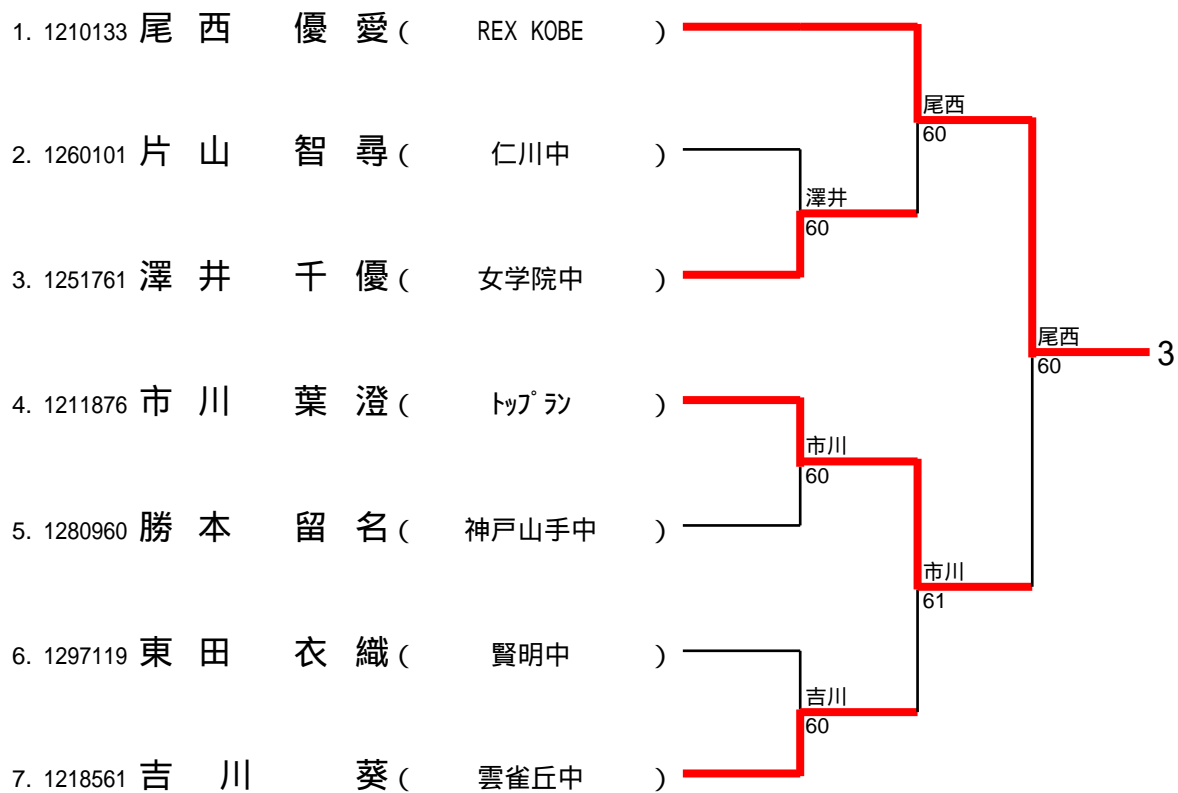 1. 1210133 尾 西 優 愛 ( REX KOBE )
尾西
60
2. 1260101 片 山 智 尋 ( 仁川中 )
澤井
60
3. 1251761 澤 井 千 優 ( 女学院中 )
尾西
60
3
4. 1211876 市 川 葉 澄 ( ﾄｯﾌﾟﾗﾝ )
市川
60
5. 1280960 勝 本 留 名 ( 神戸山手中 )
市川
61
6. 1297119 東 田 衣 織 ( 賢明中 )
吉川
60
7. 1218561 吉 川 葵 ( 雲雀丘中 )